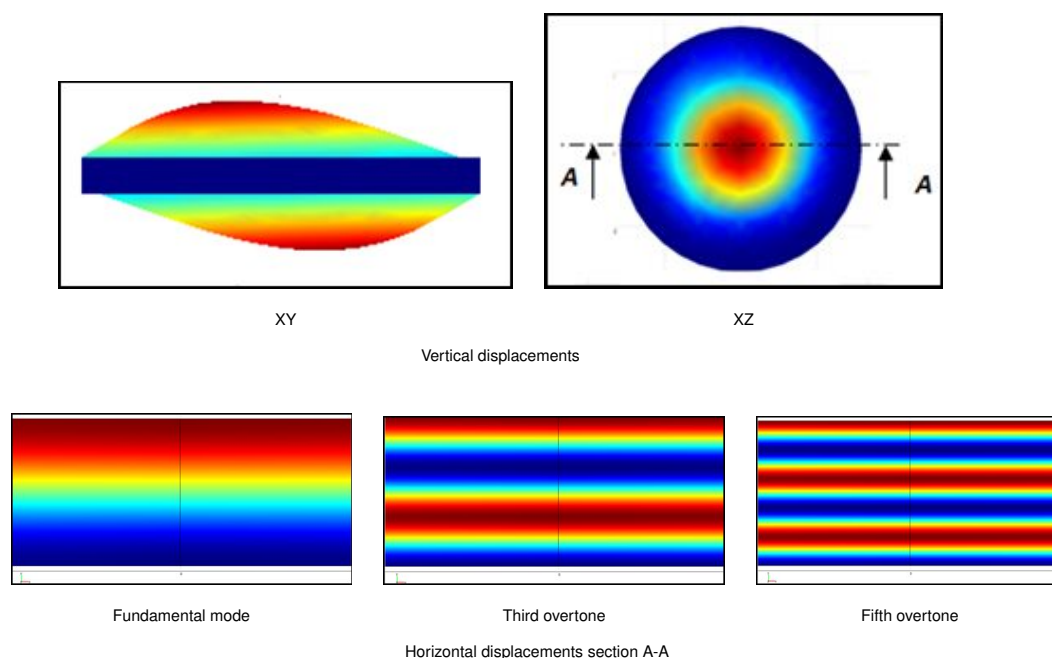 A
A
XY
XZ
Vertical displacements
Fundamental mode
Third overtone
Fifth overtone
Horizontal displacements section A-A